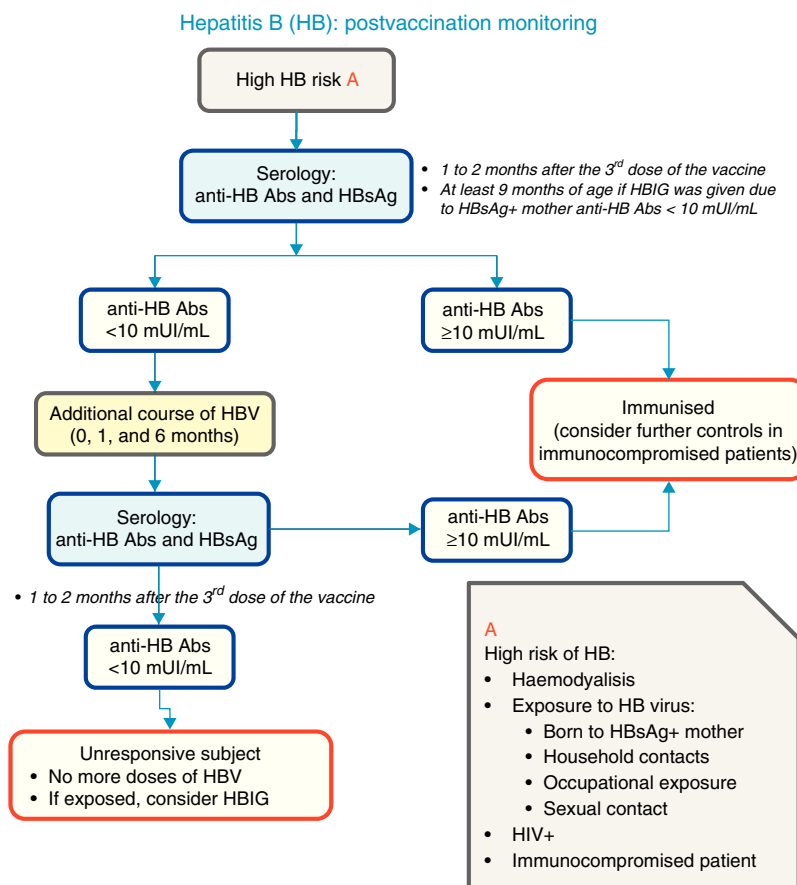 Hepatitis B (HB): postvaccination monitoring
High HB risk A
Serology:
anti-HB Abs and HBsAg
• 1 to 2 months after the 3rd dose of the vaccine
• At least 9 months of age if HBIG was given due
to HBsAg+ mother anti-HB Abs < 10 mUI/mL
anti-HB Abs
<10 mUI/mL
anti-HB Abs
≥10 mUI/mL
Additional course of HBV
(0, 1, and 6 months)
Immunised
(consider further controls in
immunocompromised patients)
Serology:
anti-HB Abs and HBsAg
anti-HB Abs
≥10 mUI/mL
• 1 to 2 months after the 3rd dose of the vaccine
anti-HB Abs
<10 mUI/mL
Unresponsive subject
• No more doses of HBV
• If exposed, consider HBIG
A
High risk of HB:
• Haemodyalisis
• Exposure to HB virus:
• Born to HBsAg+ mother
• Household contacts
• Occupational exposure
• Sexual contact
• HIV+
• Immunocompromised patient